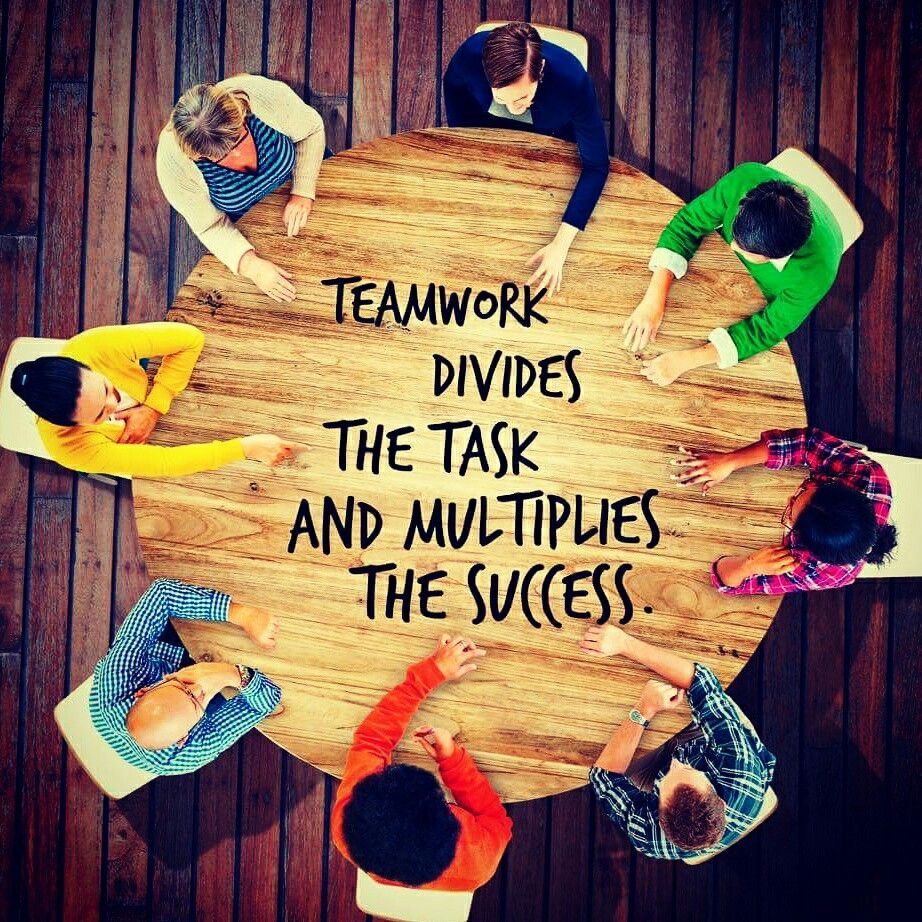 TEAMWORK
DIVIDES
THE TASK
AND MULTIPLIES
THE SUCCESS.